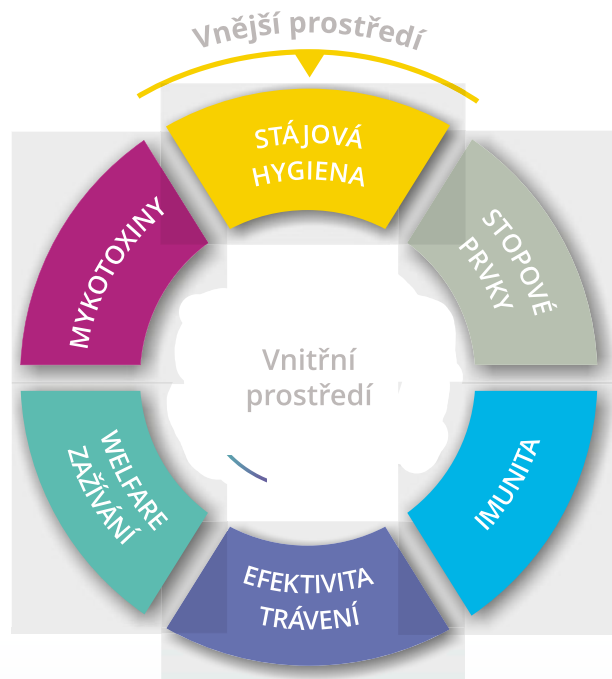 Vnější prostředí
STÁJOVÁ
HYGIENA
STOPOVÉ
PRVKY
IMUNITA
EFEKTIVITA
TRÁVENÍ
WELFARE
ZAŽÍVÁNÍ
MYKOTOXINY
Vnitřní
prostředí